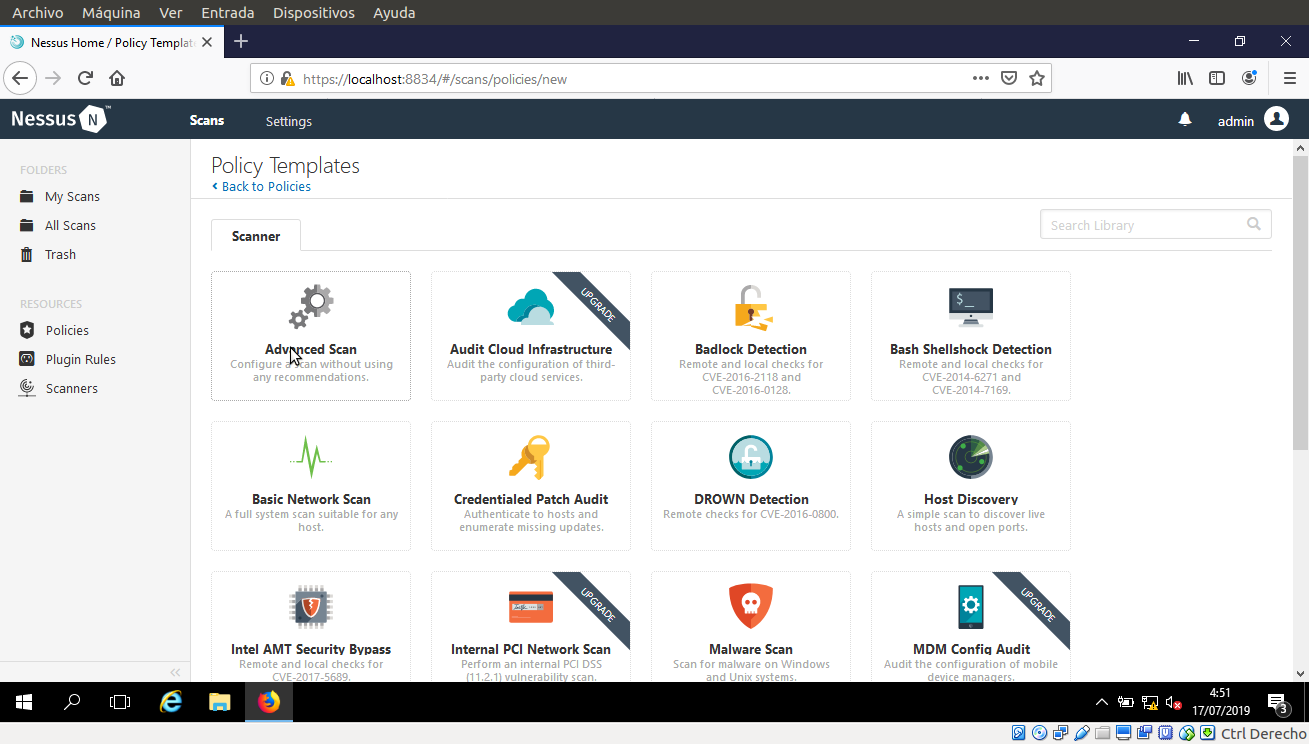 Archivo Máquina Ver Entrada Dispositivos Ayuda
Nessus Home / Policy Templat
https://localhost:8834/#/scans/policies/new
Nessus N ™
Scans
Settings
admin
FOLDERS
My Scans
All Scans
Trash
RESOURCES
Policies
Plugin Rules
Scanners
Policy Templates
Back to Policies
Scanner
Search Library
Advanced Scan
Configure a scan without using
any recommendations.
UPGRADE
Audit Cloud Infrastructure
Audit the configuration of third-
party cloud services.
Badlock Detection
Remote and local checks for
CVE-2016-2118 and
CVE-2016-0128.
$_
Bash Shellshock Detection
Remote and local checks for
CVE-2014-6271 and
CVE-2014-7169.
Basic Network Scan
A full system scan suitable for any
host.
Credentialed Patch Audit
Authenticate to hosts and
enumerate missing updates.
DROWN Detection
Remote checks for CVE-2016-0800.
Host Discovery
A simple scan to discover live
hosts and open ports.
Intel AMT Security Bypass
Remote and local checks for
CVE-2017-5689.
UPGRADE
Internal PCI Network Scan
Perform an internal PCI DSS
(11.2.1) vulnerability scan.
Malware Scan
Scan for malware on Windows
and Unix systems.
UPGRADE
MDM Config Audit
Audit the configuration of mobile
device managers.
4:51
17/07/2019
3
Ctrl Derecho